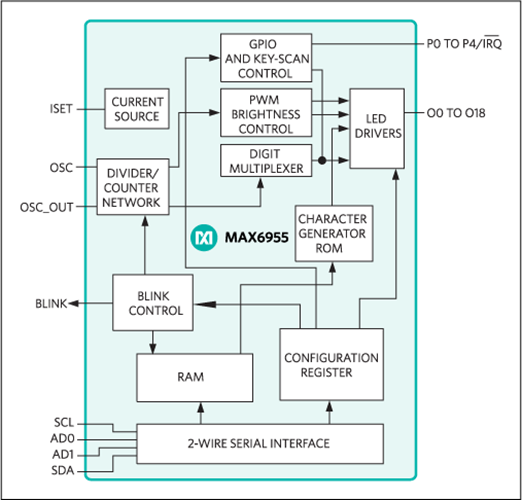 GPIO
AND KEY-SCAN
CONTROL
P0 TO P4/IRQ
ISET
CURRENT
SOURCE
PWM
BRIGHTNESS
CONTROL
LED
DRIVERS
O0 TO O18
OSC
OSC_OUT
DIVIDER/
COUNTER
NETWORK
DIGIT
MULTIPLEXER
MAX6955
CHARACTER
GENERATOR
ROM
BLINK
BLINK
CONTROL
RAM
CONFIGURATION
REGISTER
SCL
AD0
AD1
SDA
2-WIRE SERIAL INTERFACE